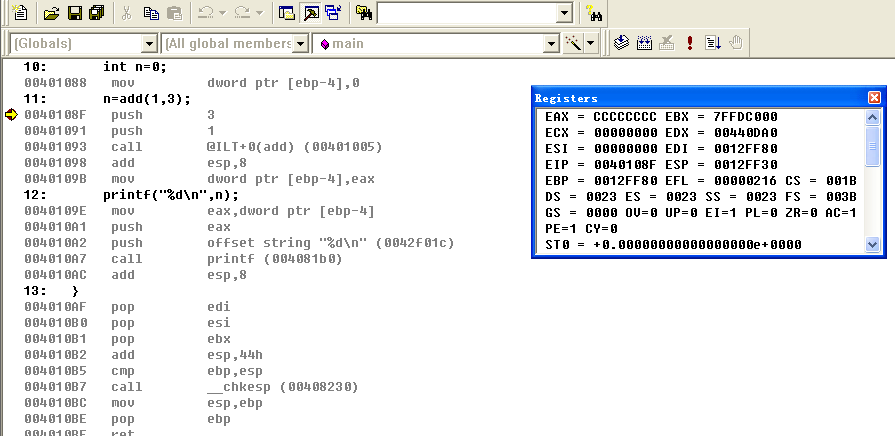 (Globals)
(All global members
main
10: int n=0;
00401088 mov dword ptr [ebp-4],0
11: n=add(1,3);
0040108F push 3
00401091 push 1
00401093 call @ILT+0(add) (00401005)
00401098 add esp,8
0040109B mov dword ptr [ebp-4],eax
12: printf("%d\n",n);
0040109E mov eax,dword ptr [ebp-4]
004010A1 push eax
004010A2 push offset string "%d\n" (0042f01c)
004010A7 call printf (004081b0)
004010AC add esp,8
13: }
004010AF pop edi
004010B0 pop esi
004010B1 pop ebx
004010B2 add esp,44h
004010B5 cmp ebp,esp
004010B7 call __chkesp (00408230)
004010BC mov esp,ebp
004010BE pop ebp
004010BF ret
Registers
EAX = CCCCCCCC EBX = 7FFDC000
ECX = 00000000 EDX = 00440DA0
ESI = 00000000 EDI = 0012FF80
EIP = 0040108F ESP = 0012FF30
EBP = 0012FF80 EFL = 00000216 CS = 001B
DS = 0023 ES = 0023 SS = 0023 FS = 003B
GS = 0000 OV=0 UP=0 EI=1 PL=0 ZR=0 AC=1
PE=1 CY=0
ST0 = +0.00000000000000000e+0000